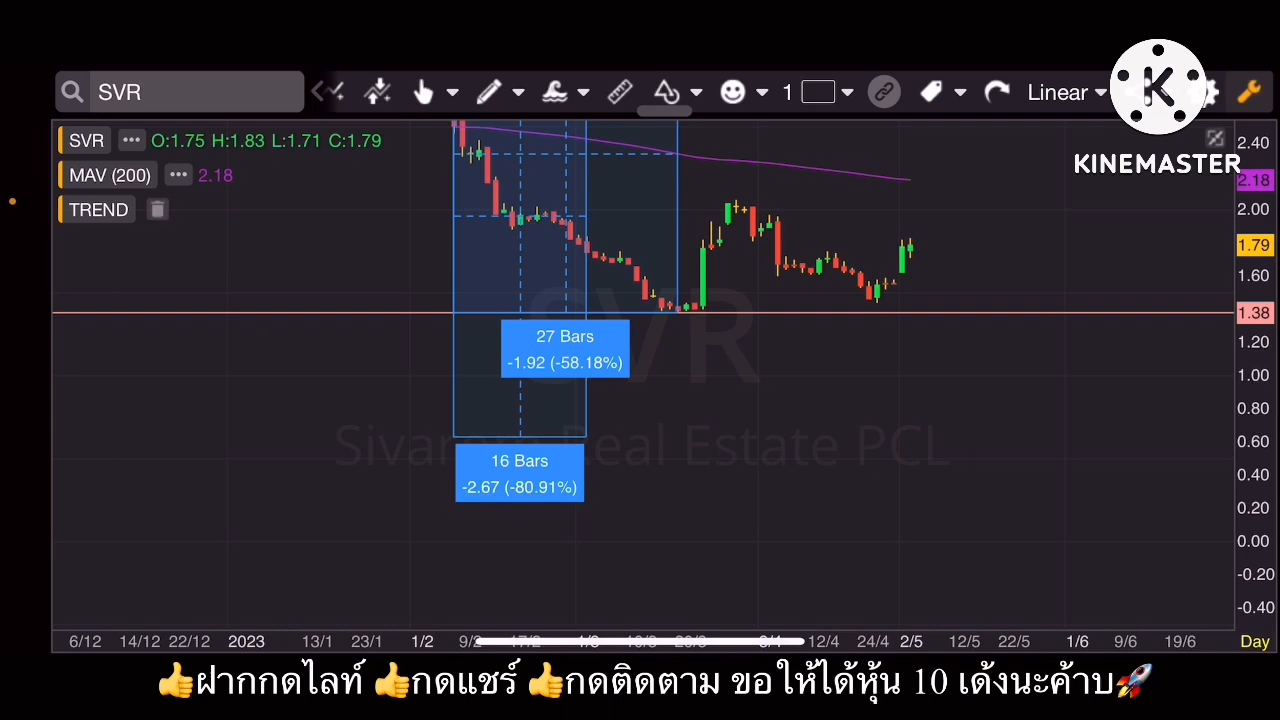 SVR
1
Linear
KINEMASTER
SVR ••• O:1.75 H:1.83 L:1.71 C:1.79
MAV (200) ••• 2.18
TREND
2.40
2.18
2.00
1.79
1.60
1.38
1.20
1.00
0.80
0.60
0.40
0.20
0.00
-0.20
-0.40
SVR
27 Bars
-1.92 (-58.18%)
Sivarom Real Estate PCL
16 Bars
-2.67 (-80.91%)
6/12 14/12 22/12 2023 13/1 23/1 1/2 12/4 24/4 2/5 12/5 22/5 1/6 9/6 19/6 Day
👍ฝากกดไลท์ 👍กดแชร์ 👍กดติดตาม ขอให้ได้หุ้น 10 เด้งนะค้าบ🚀